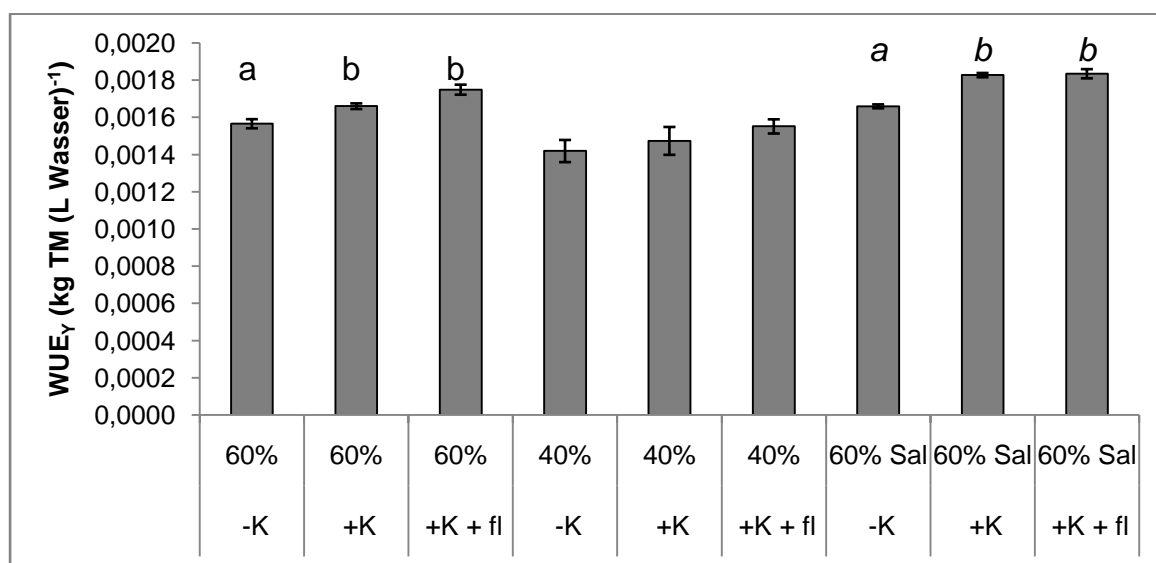 WUEY (kg TM (L Wasser)-1)
0,0020
0,0018
0,0016
0,0014
0,0012
0,0010
0,0008
0,0006
0,0004
0,0002
0,0000
a b b a b b
60% 60% 60% 40% 40% 40% 60% Sal 60% Sal 60% Sal
-K +K +K + fl -K +K +K + fl -K +K +K + fl